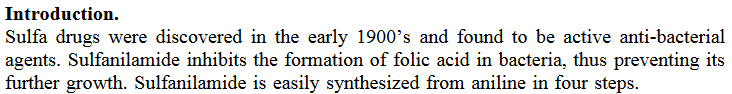 Introduction.
Sulfa drugs were discovered in the early 1900's and found to be active anti-bacterial
agents. Sulfanilamide inhibits the formation of folic acid in bacteria, thus preventing its
further growth. Sulfanilamide is easily synthesized from aniline in four steps.